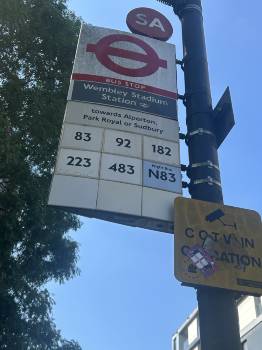 SA
BUS STOP
Wembley Stadium
Station
towards Alperton,
Park Royal or Sudbury
83 92 182
223 483 N83